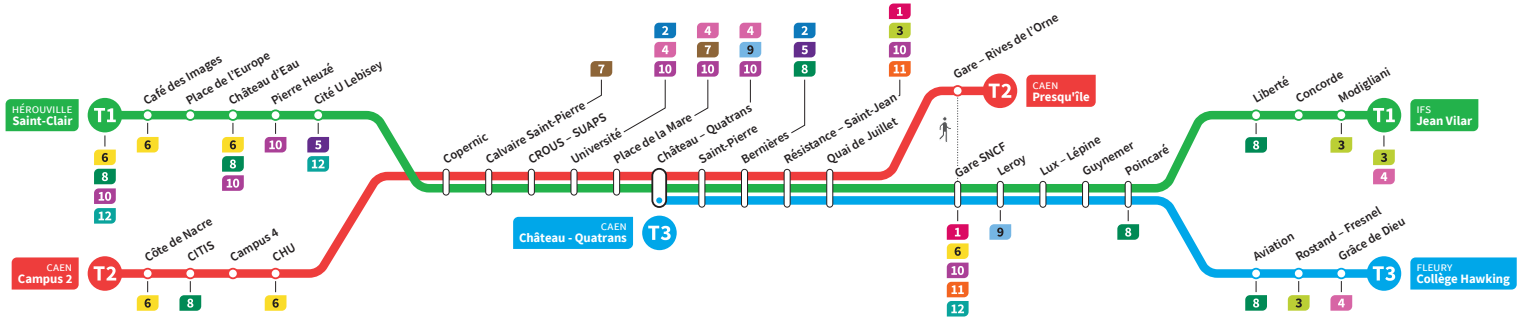 HÉROUVILLE
Saint-Clair
T1
6
8
10
12
Café des Images
6
Place de l'Europe
Château d'Eau
6
8
10
Pierre Heuzé
10
Cité U Lebisey
5
12
CAEN
Campus 2
T2
Côte de Nacre
6
CITIS
8
Campus 4
CHU
6
Copernic
Calvaire Saint-Pierre
7
CROUS – SUAPS
Université
2
4
10
Place de la Mare
4
7
10
Château – Quatrans
4
9
10
CAEN
Château - Quatrans
T3
Saint-Pierre
Bernières
2
5
8
Résistance – Saint-Jean
1
3
10
11
Quai de Juillet
Gare – Rives de l'Orne
T2
CAEN
Presqu'île
Gare SNCF
1
6
10
11
12
Leroy
9
Lux – Lépine
Guynemer
Poincaré
8
Liberté
8
Concorde
Modigliani
3
T1
3
4
IFS
Jean Vilar
Aviation
8
Rostand – Fresnel
3
Grâce de Dieu
4
T3
FLEURY
Collège Hawking